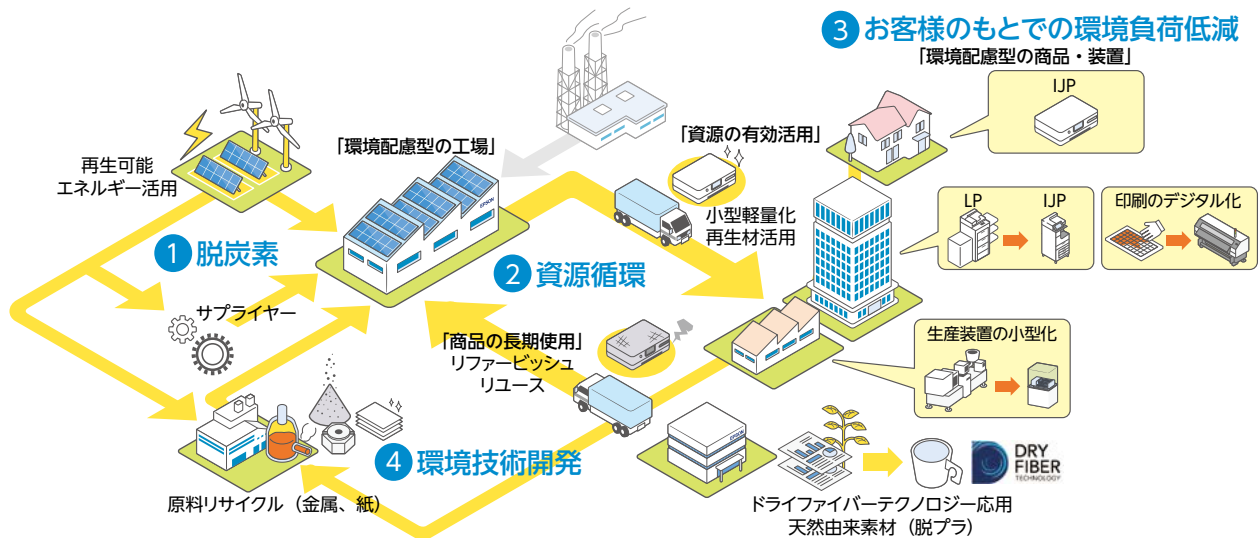 3 お客様のもとでの環境負荷低減
「環境配慮型の商品・装置」
IJP
「資源の有効活用」
「環境配慮型の工場」
再生可能
エネルギー活用
EPSON
小型軽量化
再生材活用
LP
IJP
印刷のデジタル化
1 脱炭素
2 資源循環
サプライヤー
「商品の長期使用」
リファービッシュ
リユース
生産装置の小型化
4 環境技術開発
EPSON
DRY
FIBER
TECHNOLOGY
原料リサイクル（金属、紙）
ドライファイバーテクノロジー応用
天然由来素材（脱プラ）